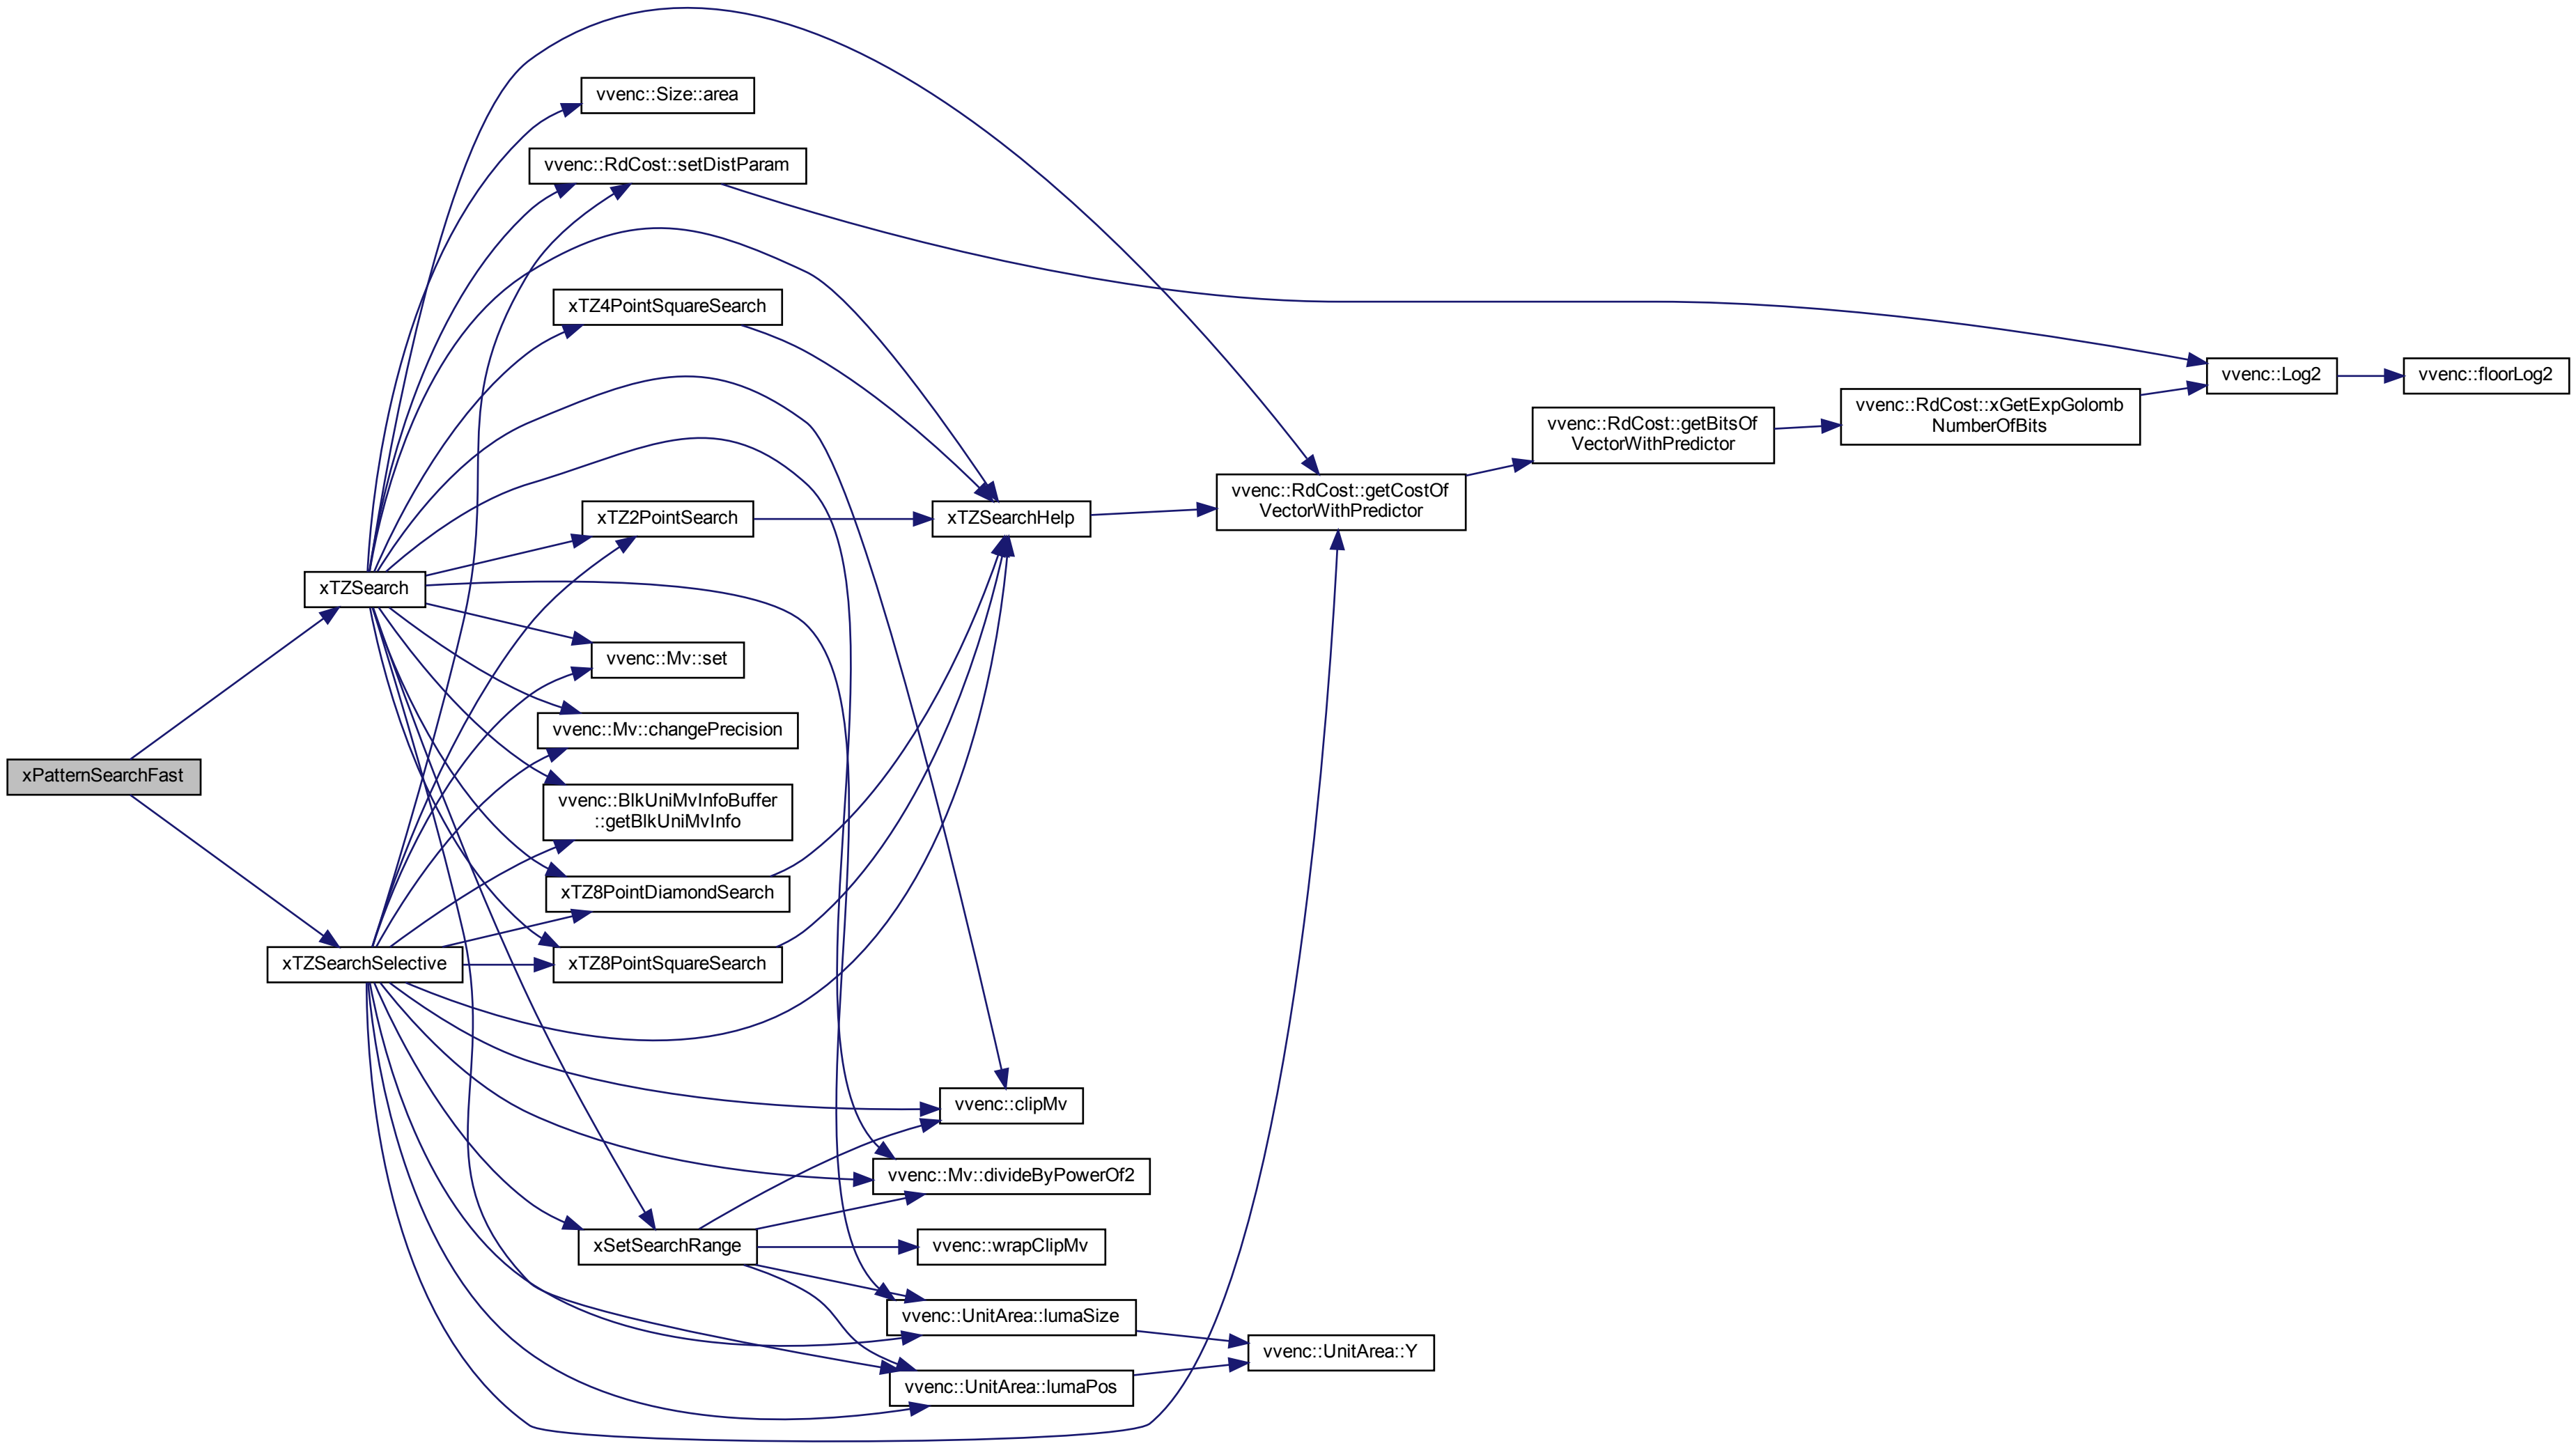 vvenc::Size::area
vvenc::RdCost::setDistParam
xTZ4PointSquareSearch
vvenc::Log2
vvenc::floorLog2
vvenc::RdCost::xGetExpGolomb
NumberOfBits
vvenc::RdCost::getBitsOf
VectorWithPredictor
vvenc::RdCost::getCostOf
VectorWithPredictor
xTZ2PointSearch
xTZSearchHelp
xTZSearch
vvenc::Mv::set
vvenc::Mv::changePrecision
xPatternSearchFast
vvenc::BlkUniMvInfoBuffer
::getBlkUniMvInfo
xTZ8PointDiamondSearch
xTZSearchSelective
xTZ8PointSquareSearch
vvenc::clipMv
vvenc::Mv::divideByPowerOf2
xSetSearchRange
vvenc::wrapClipMv
vvenc::UnitArea::lumaSize
vvenc::UnitArea::Y
vvenc::UnitArea::lumaPos